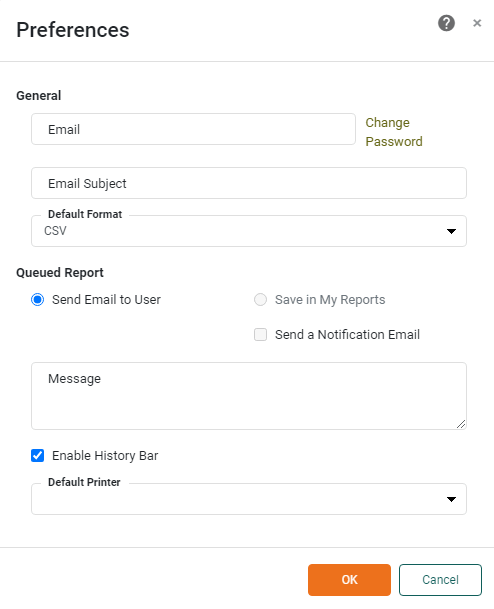 Preferences
General
Email
Change
Password
Email Subject
Default Format
CSV
Queued Report
Send Email to User
Save in My Reports
Send a Notification Email
Message
Enable History Bar
Default Printer
OK
Cancel